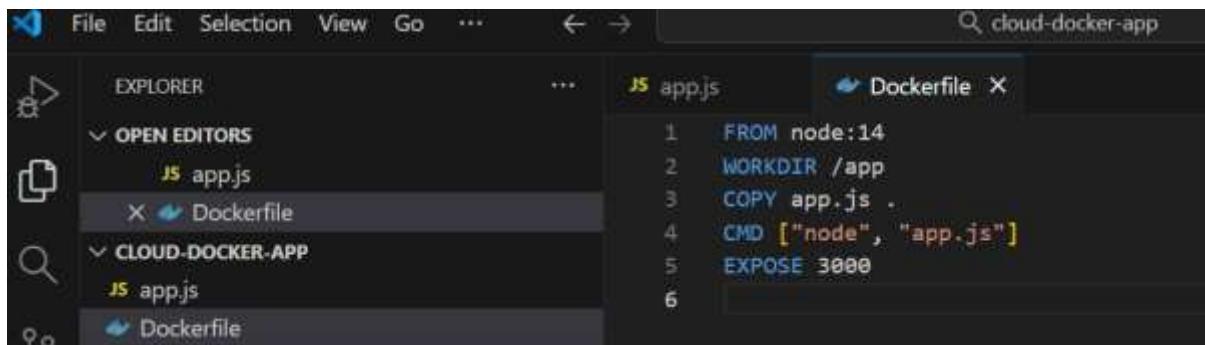 File Edit Selection View Go ... cloud-docker-app
EXPLORER ...
OPEN EDITORS
JS app.js
Dockerfile
CLOUD-DOCKER-APP
JS app.js
Dockerfile
JS app.js Dockerfile
1 FROM node:14
2 WORKDIR /app
3 COPY app.js .
4 CMD ["node", "app.js"]
5 EXPOSE 3000
6